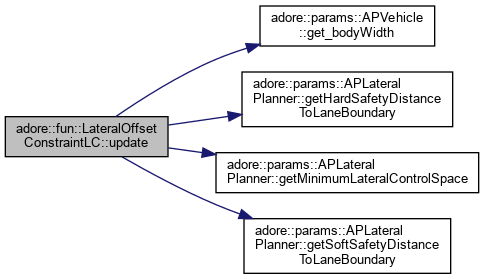 adore::params::APVehicle
::get_bodyWidth
adore::params::APLateral
Planner::getHardSafetyDistance
ToLaneBoundary
adore::fun::LateralOffset
ConstraintLC::update
adore::params::APLateral
Planner::getMinimumLateralControlSpace
adore::params::APLateral
Planner::getSoftSafetyDistance
ToLaneBoundary